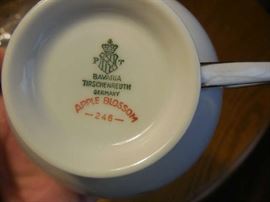 P T
BAVARIA
TIRSCHENREUTH
GERMANY
APPLE BLOSSOM
-246-